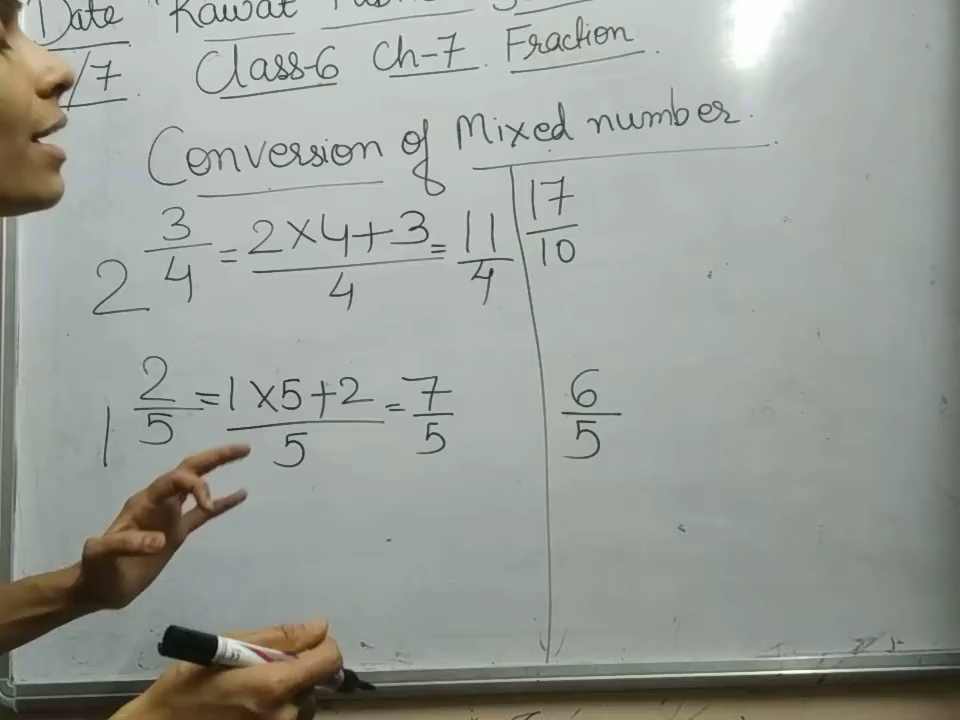 Date Rawat
/7 Class-6 Ch-7. Fraction.
Conversion of Mixed number.
2 3/4 = 2×4+3/4 = 11/4
17/10
1 2/5 = 1×5+2/5 = 7/5
6/5